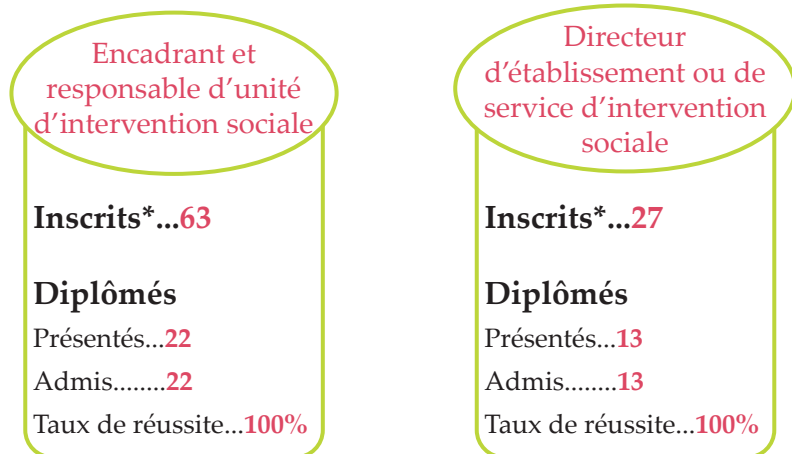 Encadrant et
responsable d’unité
d’intervention sociale
Inscrits*...63
Diplômés
Présentés...22
Admis........22
Taux de réussite...100%
Directeur
d’établissement ou de
service d’intervention
sociale
Inscrits*...27
Diplômés
Présentés...13
Admis........13
Taux de réussite...100%